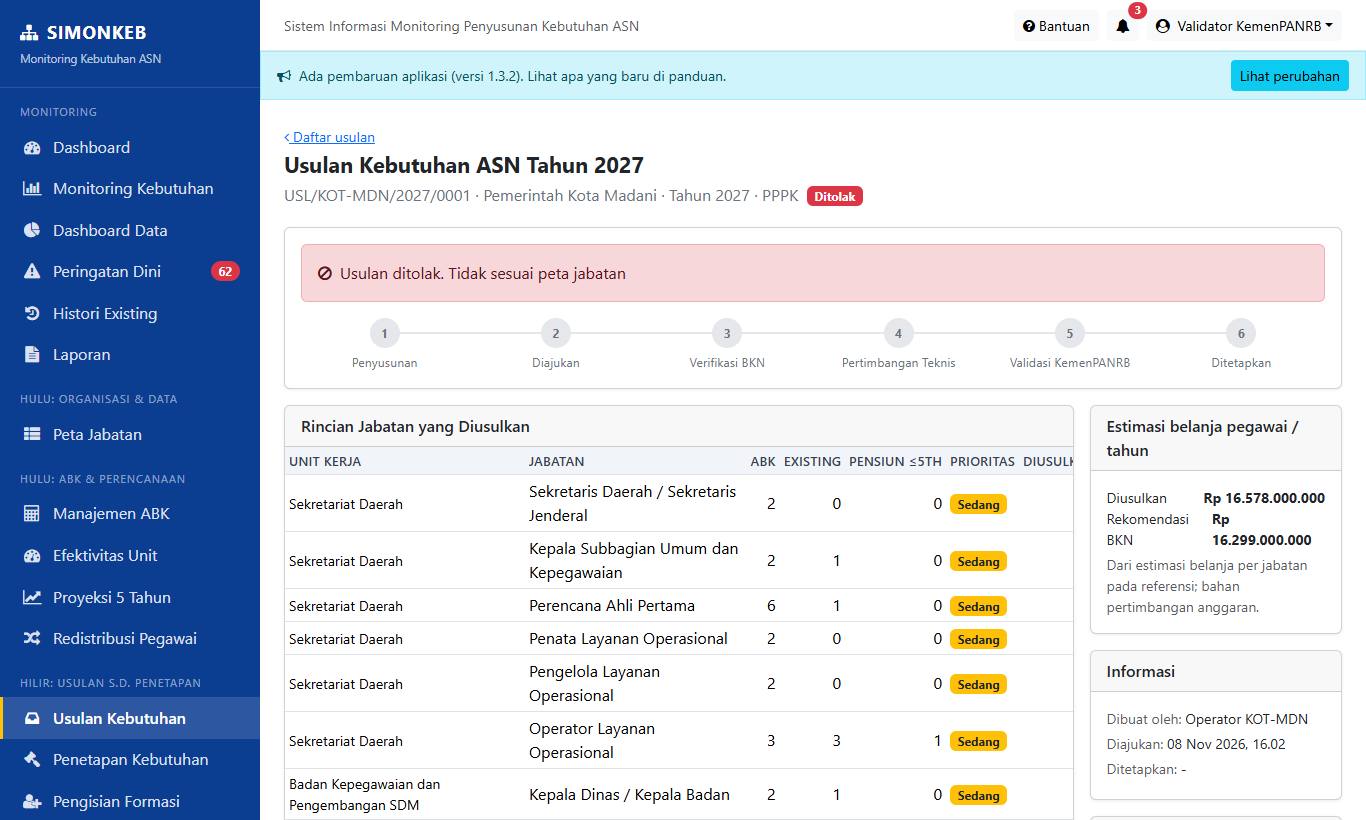 SIMONKEB
Monitoring Kebutuhan ASN
MONITORING
Dashboard
Monitoring Kebutuhan
Dashboard Data
Peringatan Dini 62
Histori Existing
Laporan
HULU: ORGANISASI & DATA
Peta Jabatan
HULU: ABK & PERENCANAAN
Manajemen ABK
Efektivitas Unit
Proyeksi 5 Tahun
Redistribusi Pegawai
HILIR: USULAN S.D. PENETAPAN
Usulan Kebutuhan
Penetapan Kebutuhan
Pengisian Formasi
Sistem Informasi Monitoring Penyusunan Kebutuhan ASN
Bantuan 3 Validator KemenPANRB
Ada pembaruan aplikasi (versi 1.3.2). Lihat apa yang baru di panduan. Lihat perubahan
Daftar usulan
Usulan Kebutuhan ASN Tahun 2027
USL/KOT-MDN/2027/0001 · Pemerintah Kota Madani · Tahun 2027 · PPPK Ditolak
Usulan ditolak. Tidak sesuai peta jabatan
1 2 3 4 5 6
Penyusunan Diajukan Verifikasi BKN Pertimbangan Teknis Validasi KemenPANRB Ditetapkan
Rincian Jabatan yang Diusulkan
UNIT KERJA JABATAN ABK EXISTING PENSIUN ≤5TH PRIORITAS DIUSULK
Sekretariat Daerah Sekretaris Daerah / Sekretaris 2 0 0 Sedang
Jenderal
Sekretariat Daerah Kepala Subbagian Umum dan 2 1 0 Sedang
Kepegawaian
Sekretariat Daerah Perencana Ahli Pertama 6 1 0 Sedang
Sekretariat Daerah Penata Layanan Operasional 2 0 0 Sedang
Sekretariat Daerah Pengelola Layanan 2 0 0 Sedang
Operasional
Sekretariat Daerah Operator Layanan 3 3 1 Sedang
Operasional
Badan Kepegawaian dan Kepala Dinas / Kepala Badan 2 1 0 Sedang
Pengembangan SDM
Estimasi belanja pegawai /
tahun
Diusulkan Rp 16.578.000.000
Rekomendasi Rp
BKN 16.299.000.000
Dari estimasi belanja per jabatan
pada referensi; bahan
pertimbangan anggaran.
Informasi
Dibuat oleh: Operator KOT-MDN
Diajukan: 08 Nov 2026, 16.02
Ditetapkan: -